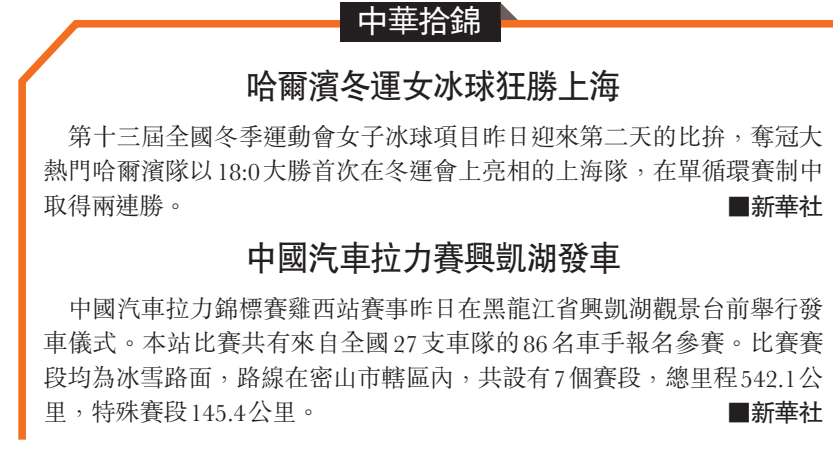 中華拾錦
哈爾濱冬運女冰球狂勝上海
第十三屆全國冬季運動會女子冰球項目昨日迎來第二天的比拚，奪冠大
熱門哈爾濱隊以18:0大勝首次在冬運會上亮相的上海隊，在單循環賽制中
取得兩連勝。 ■新華社
中國汽車拉力賽興凱湖發車
中國汽車拉力錦標賽雞西站賽事昨日在黑龍江省興凱湖觀景台前舉行發
車儀式。本站比賽共有來自全國27支車隊的86名車手報名參賽。比賽賽
段均為冰雪路面，路線在密山市轄區內，共設有7個賽段，總里程542.1公
里，特殊賽段145.4公里。 ■新華社